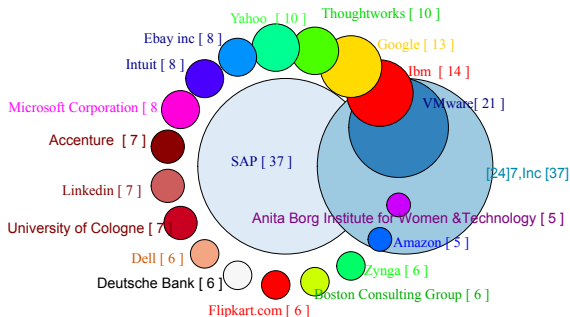 Thoughtworks [ 10 ]
Yahoo [ 10 ]
Ebay inc [ 8 ]
Google [ 13 ]
Intuit [ 8 ]
Ibm [ 14 ]
Microsoft Corporation [ 8
VMware[ 21 ]
Accenture [ 7 ]
SAP [ 37 ]
[24]7,Inc [37]
Linkedin [ 7 ]
Anita Borg Institute for Women &Technology [ 5 ]
University of Cologne [ 7 ]
Amazon [ 5 ]
Dell [ 6 ]
Zynga [ 6 ]
Deutsche Bank [ 6 ]
Boston Consulting Group [ 6 ]
Flipkart.com [ 6 ]